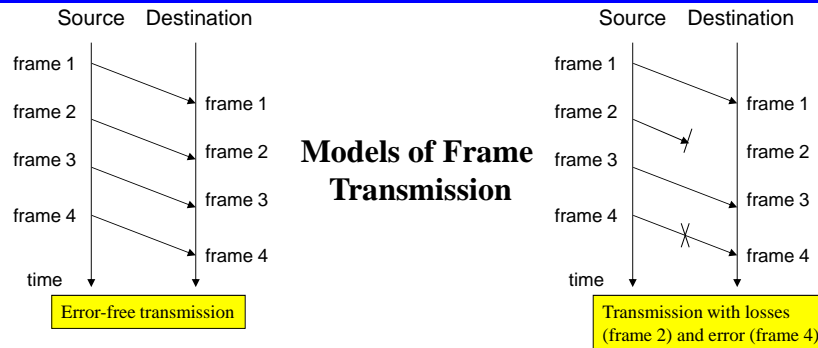 Source Destination
frame 1
frame 1
frame 2
frame 2
frame 3
frame 3
frame 4
frame 4
time
Error-free transmission
Models of Frame
Transmission
Source Destination
frame 1
frame 1
frame 2
frame 2
frame 3
frame 3
frame 4
frame 4
time
Transmission with losses
(frame 2) and error (frame 4)